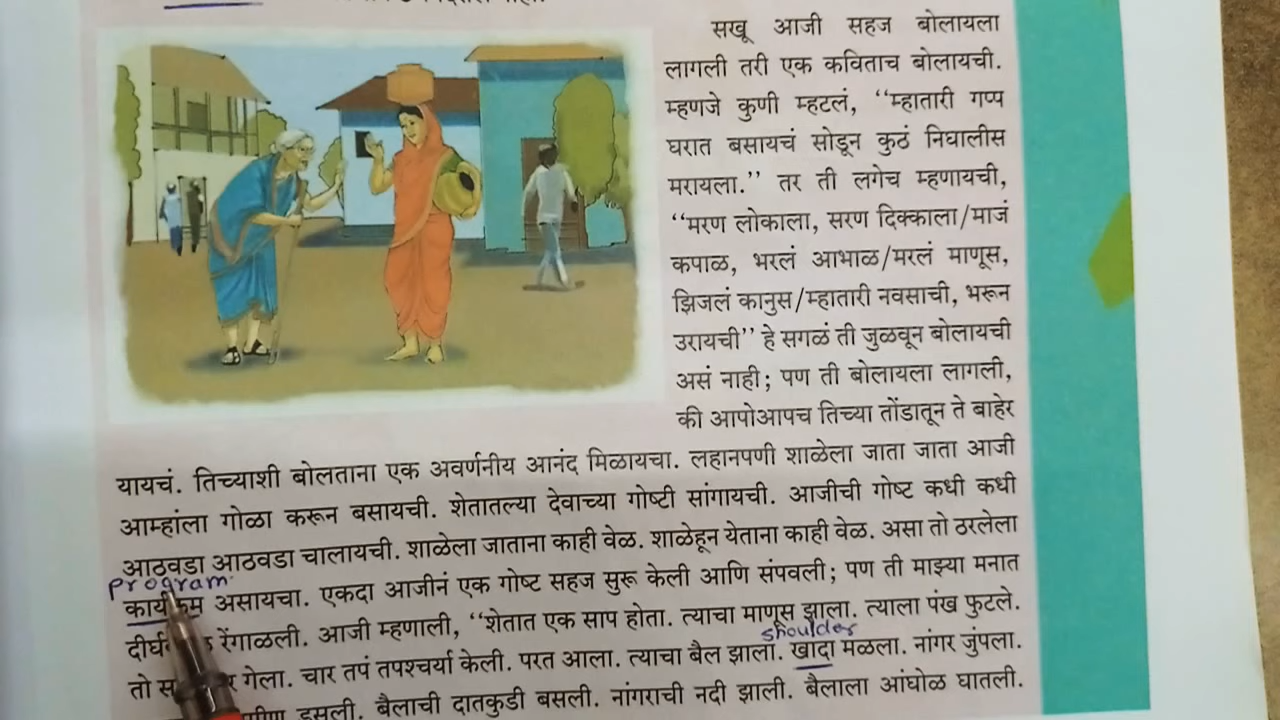 सखू आजी सहज बोलायला
लागली तरी एक कविताच बोलायची.
म्हणजे कुणी म्हटलं, ‘‘म्हातारी गप्प
घरात बसायचं सोडून कुठं निघालीस
मरायला.’’ तर ती लगेच म्हणायची,
‘‘मरण लोकाला, सरण दिक्काला/माजं
कपाळ, भरलं आभाळ/मरलं माणूस,
झिजलं कानुस/म्हातारी नवसाची, भरून
उरायची’’ हे सगळं ती जुळवून बोलायची
असं नाही; पण ती बोलायला लागली,
की आपोआपच तिच्या तोंडातून ते बाहेर
यायचं. तिच्याशी बोलताना एक अवर्णनीय आनंद मिळायचा. लहानपणी शाळेला जाता जाता आजी
आम्हांला गोळा करून बसायची. शेतातल्या देवाच्या गोष्टी सांगायची. आजीची गोष्ट कधी कधी
आठवडा आठवडा चालायची. शाळेला जाताना काही वेळ. शाळेहून येताना काही वेळ. असा तो ठरलेला
program
कार्यक्रम असायचा. एकदा आजीनं एक गोष्ट सहज सुरू केली आणि संपवली; पण ती माझ्या मनात
रेंगाळली. आजी म्हणाली, ‘‘शेतात एक साप होता. त्याचा माणूस झाला. त्याला पंख फुटले.
shoulder
तो गेला. चार तपं तपश्चर्या केली. परत आला. त्याचा बैल झाला. खादा मळला. नांगर जुंपला.
डसली. बैलाची दातकुडी बसली. नांगराची नदी झाली. बैलाला आंघोळ घातली.